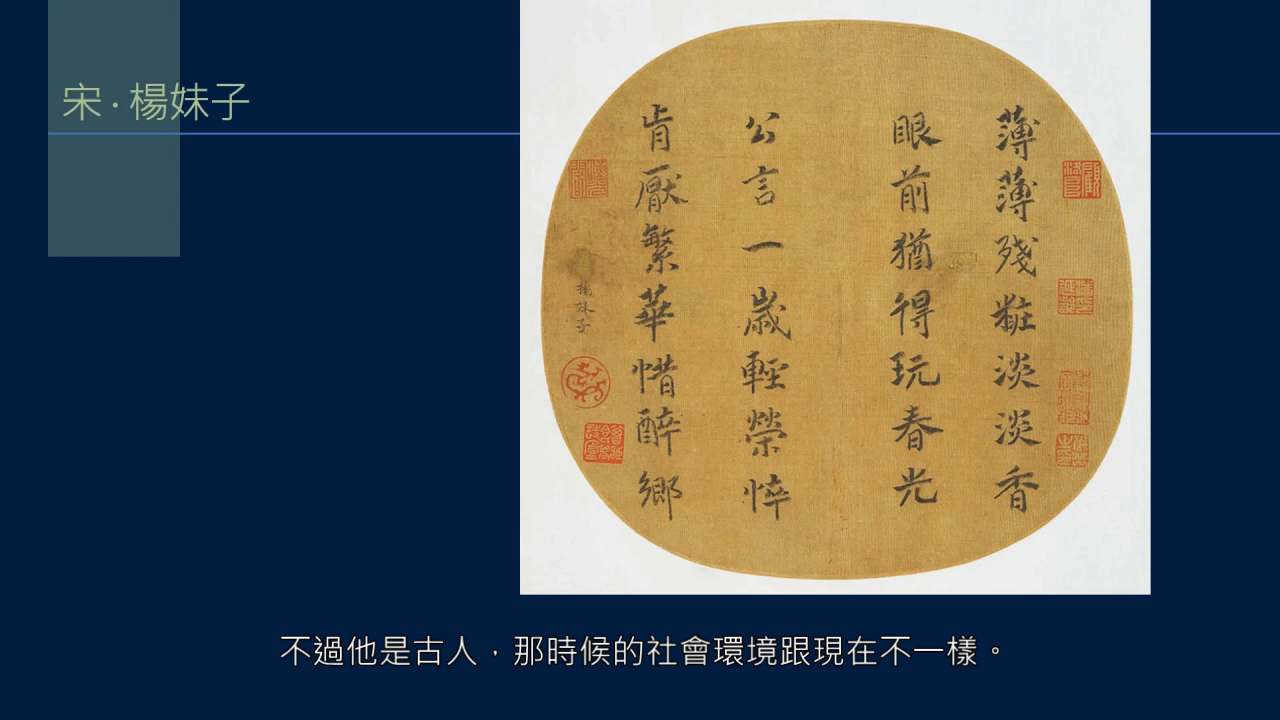 宋·楊妹子
薄薄殘粧淡淡香
眼前猶得玩春光
公言一歲輕榮悴
肯厭繁華惜醉鄉
楊妹子
不過他是古人，那時候的社會環境跟現在不一樣。